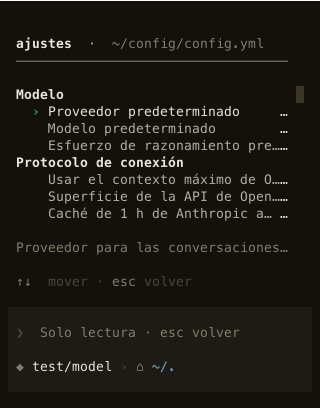 ajustes · ~/config/config.yml
Modelo
› Proveedor predeterminado …
Modelo predeterminado …
Esfuerzo de razonamiento pre……
Protocolo de conexión
Usar el contexto máximo de O……
Superficie de la API de Open……
Caché de 1 h de Anthropic a… …
Proveedor para las conversaciones…
↑↓ mover · esc volver
❯ Solo lectura · esc volver
◆ test/model › ⌂ ~/.